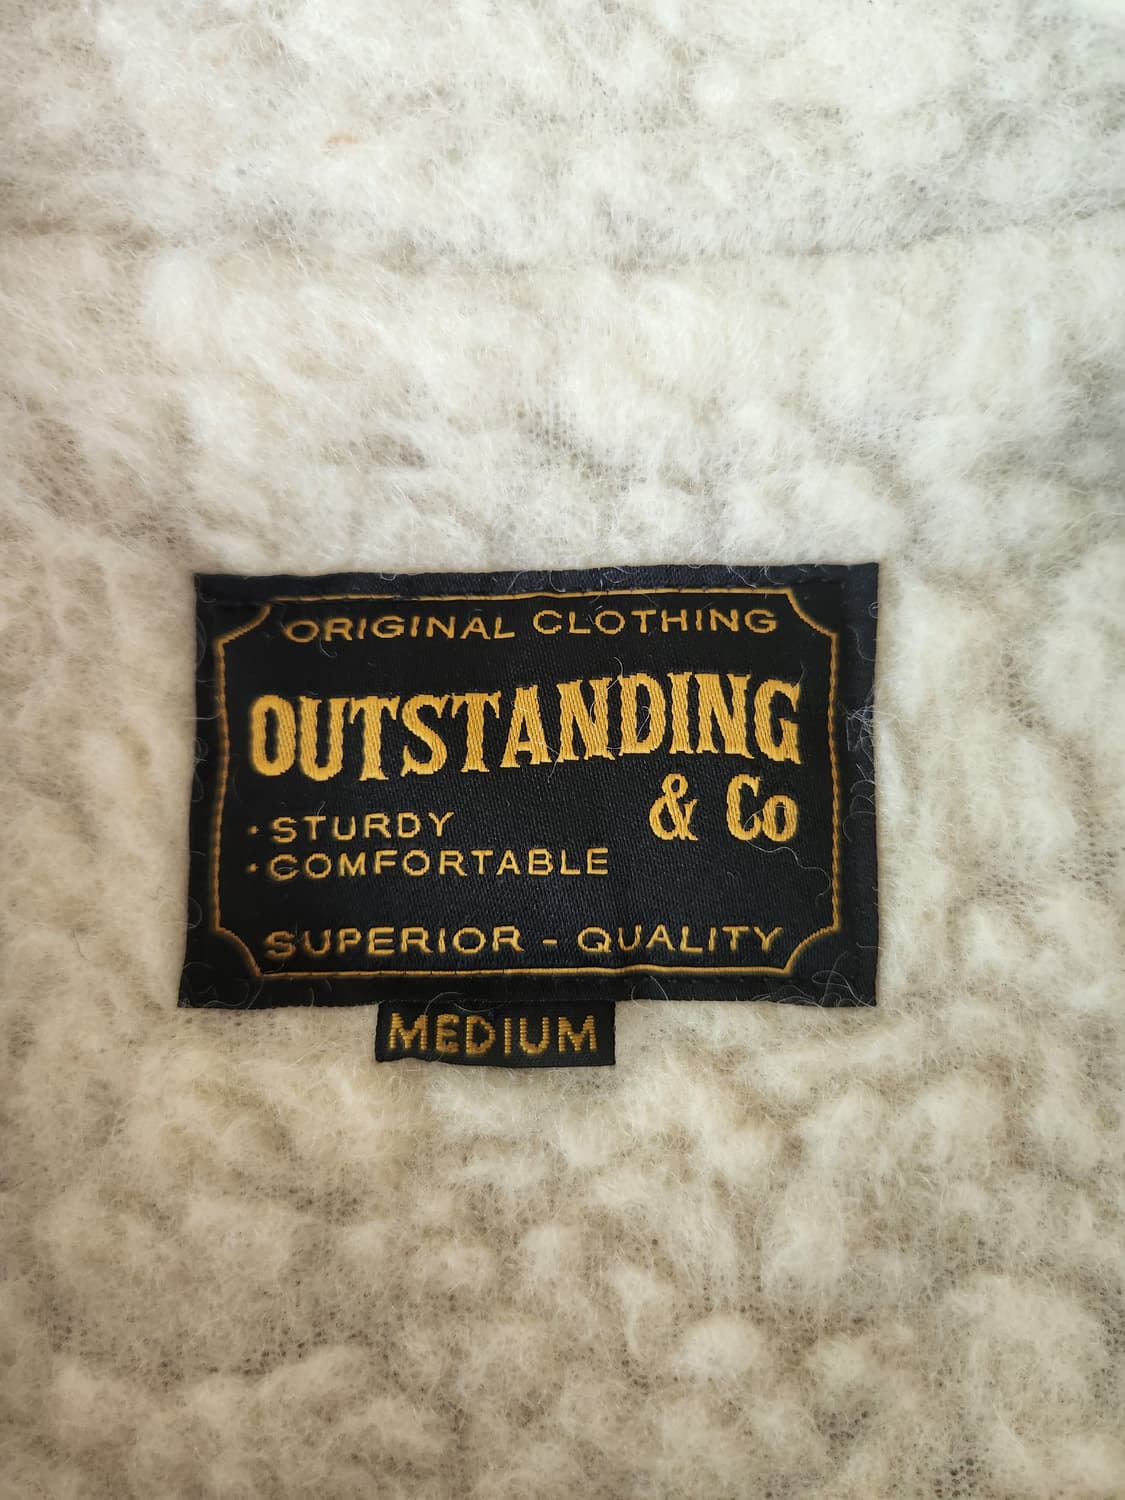 ORIGINAL CLOTHING
OUTSTANDING
& Co
· STURDY
· COMFORTABLE
SUPERIOR - QUALITY
MEDIUM